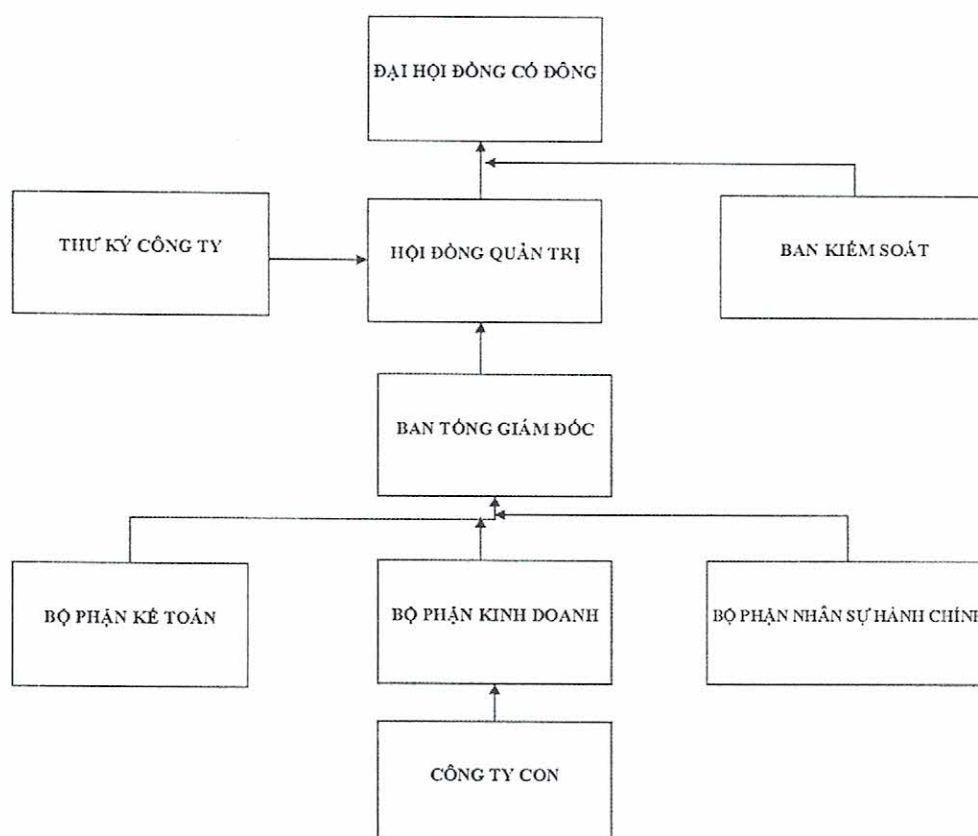 ĐẠI HỘI ĐỒNG CỔ ĐÔNG
THƯ KÝ CÔNG TY
HỘI ĐỒNG QUẢN TRỊ
BAN KIỂM SOÁT
BAN TỔNG GIÁM ĐỐC
BỘ PHẬN KẾ TOÁN
BỘ PHẬN KINH DOANH
BỘ PHẬN NHÂN SỰ HÀNH CHÍNH
CÔNG TY CON